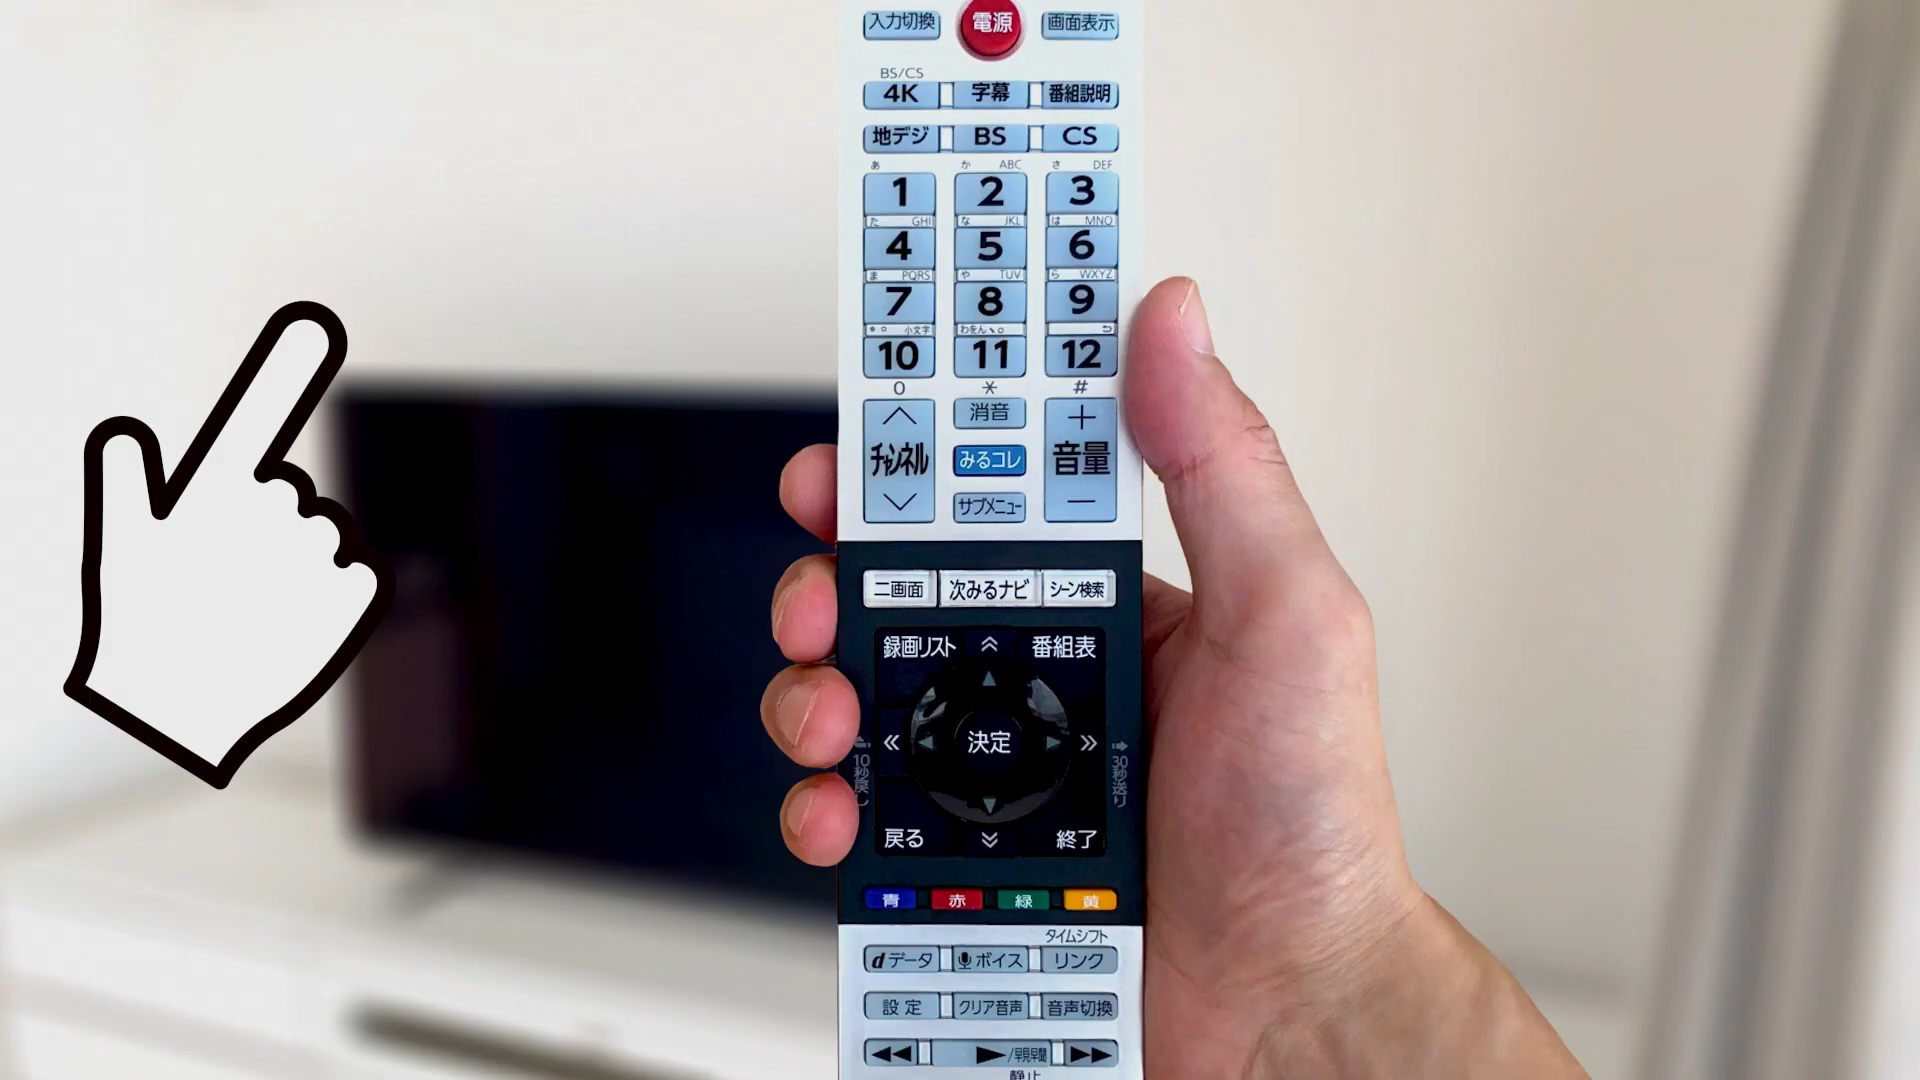 入力切換 電源 画面表示
BS/CS
4K 字幕 番組説明
地デジ BS CS
あ か ABC さ DEF
1 2 3
た GHI な JKL は MNO
4 5 6
ま PQRS や TUV ら WXYZ
7 8 9
* ° 小文字 わをん、。
10 11 12
0 * #
消音
チャンネル みるコレ + 音量 −
サブメニュー
二画面 次みるナビ シーン検索
録画リスト 番組表
決定
10秒戻し 30秒送り
戻る 終了
青 赤 緑 黄
タイムシフト
dデータ ボイス リンク
設定 クリア音声 音声切換
/早見早聞
静止